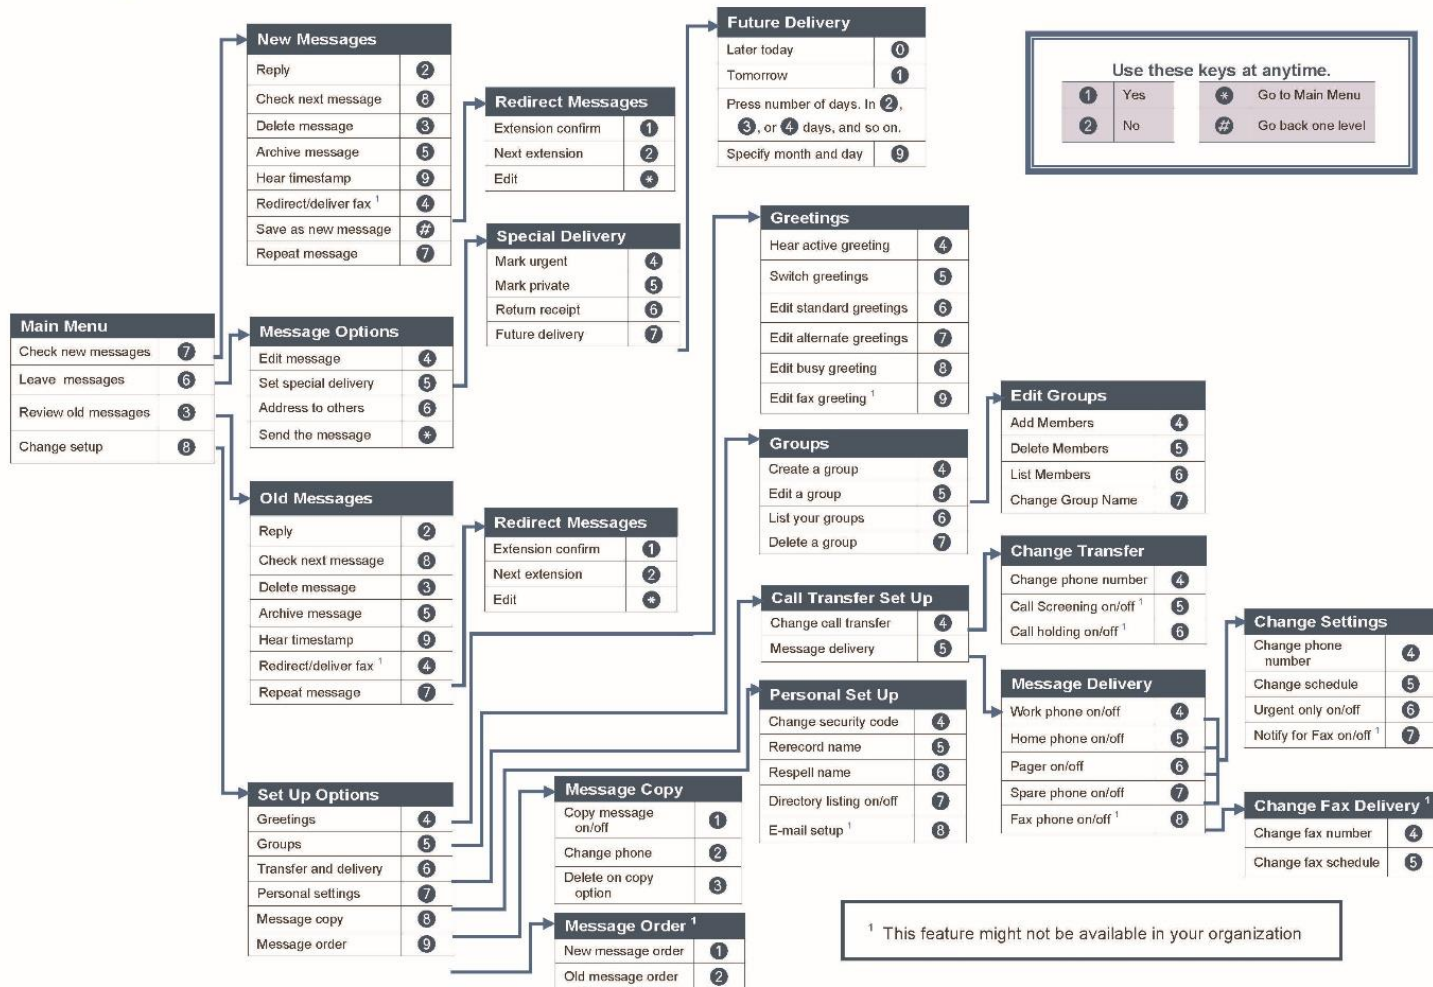 Main Menu
Check new messages 7
Leave messages 6
Review old messages 3
Change setup 8
New Messages
Reply 2
Check next message 8
Delete message 3
Archive message 5
Hear timestamp 9
Redirect/deliver fax 1 4
Save as new message #
Repeat message 7
Redirect Messages
Extension confirm 1
Next extension 2
Edit *
Message Options
Edit message 4
Set special delivery 5
Address to others 6
Send the message *
Special Delivery
Mark urgent 4
Mark private 5
Return receipt 6
Future delivery 7
Future Delivery
Later today 0
Tomorrow 1
Press number of days. In 2,
3, or 4 days, and so on.
Specify month and day 9
Use these keys at anytime.
1 Yes * Go to Main Menu
2 No # Go back one level
Old Messages
Reply 2
Check next message 8
Delete message 3
Archive message 5
Hear timestamp 9
Redirect/deliver fax 1 4
Repeat message 7
Redirect Messages
Extension confirm 1
Next extension 2
Edit *
Set Up Options
Greetings 4
Groups 5
Transfer and delivery 6
Personal settings 7
Message copy 8
Message order 9
Greetings
Hear active greeting 4
Switch greetings 5
Edit standard greetings 6
Edit alternate greetings 7
Edit busy greeting 8
Edit fax greeting 1 9
Groups
Create a group 4
Edit a group 5
List your groups 6
Delete a group 7
Edit Groups
Add Members 4
Delete Members 5
List Members 6
Change Group Name 7
Call Transfer Set Up
Change call transfer 4
Message delivery 5
Change Transfer
Change phone number 4
Call Screening on/off 1 5
Call holding on/off 1 6
Message Delivery
Work phone on/off 4
Home phone on/off 5
Pager on/off 6
Spare phone on/off 7
Fax phone on/off 1 8
Change Settings
Change phone
number 4
Change schedule 5
Urgent only on/off 6
Notify for Fax on/off 1 7
Change Fax Delivery 1
Change fax number 4
Change fax schedule 5
Personal Set Up
Change security code 4
Rerecord name 5
Respell name 6
Directory listing on/off 7
E-mail setup 1 8
Message Copy
Copy message
on/off 1
Change phone 2
Delete on copy
option 3
Message Order 1
New message order 1
Old message order 2
1 This feature might not be available in your organization